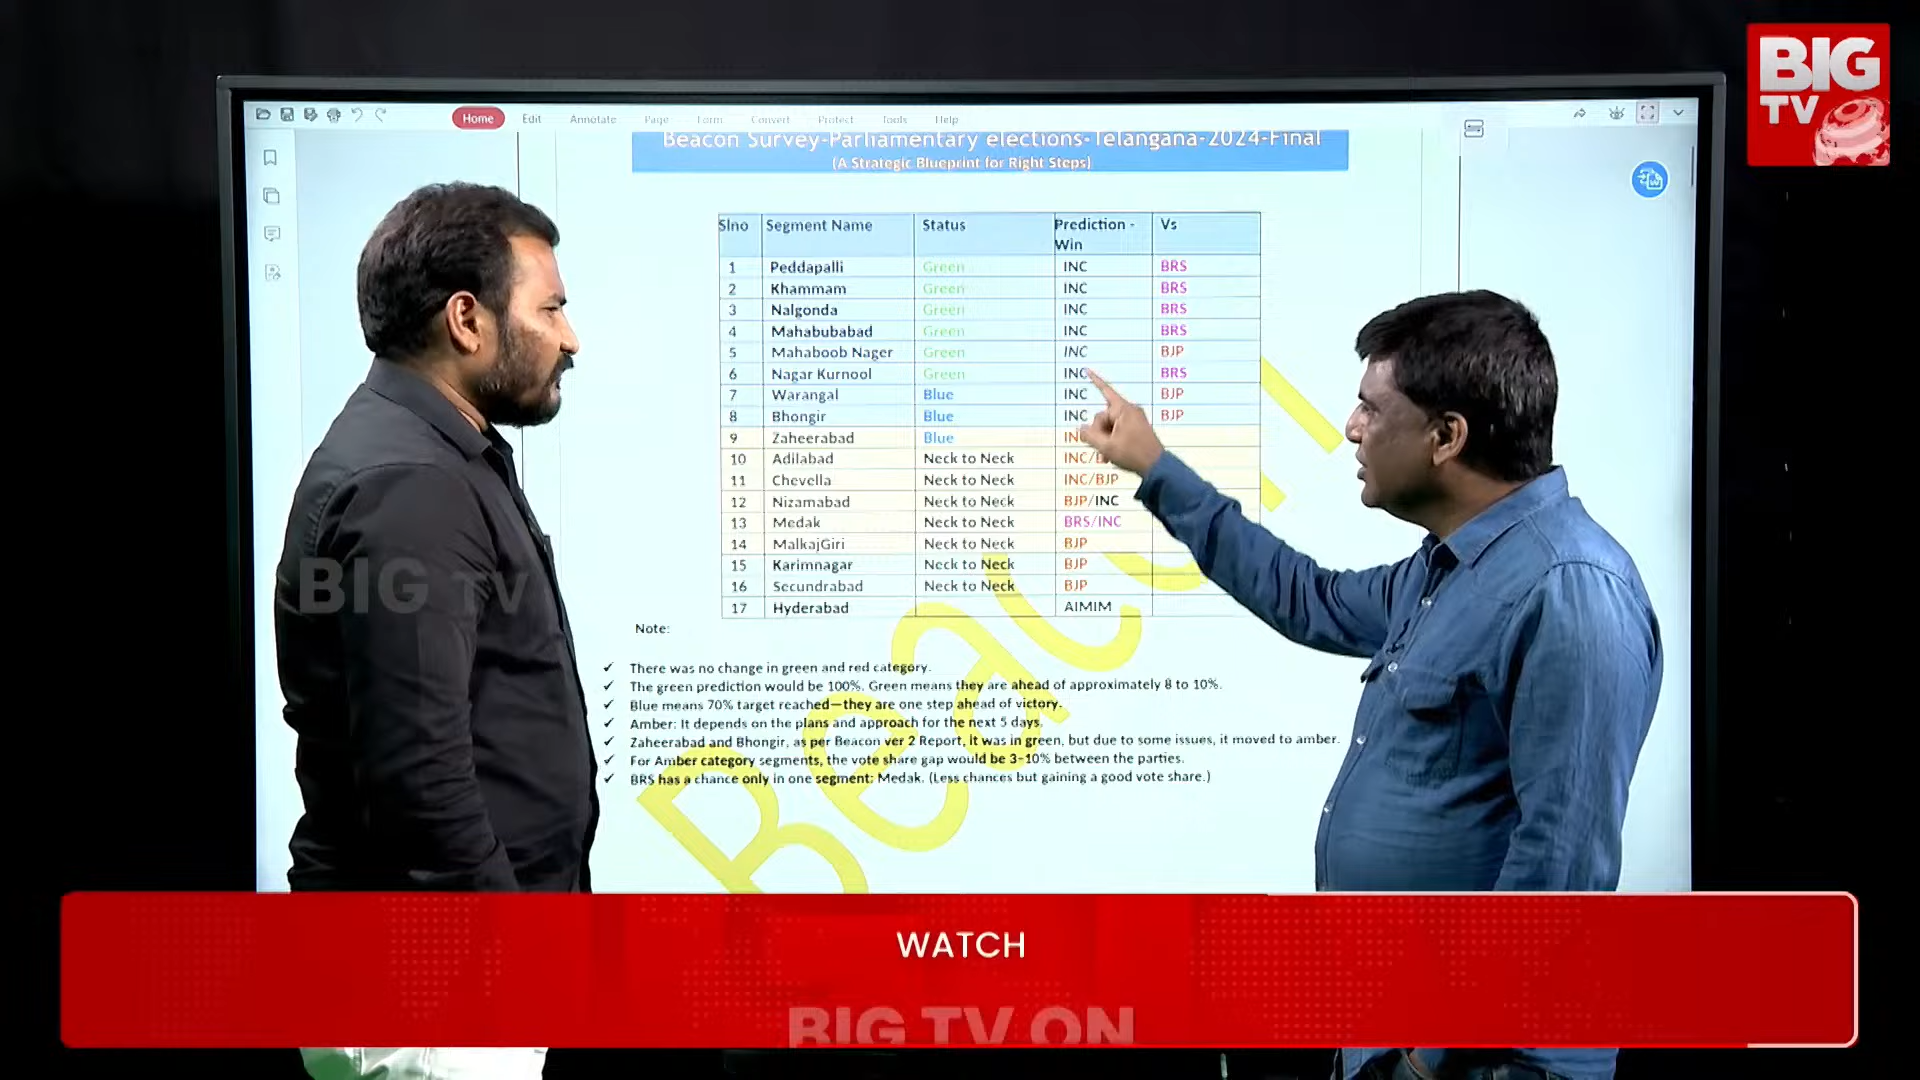 BIG
TV
Home Edit Annotate Page Form Convert Protect Tools Help
Beacon Survey-Parliamentary elections-Telangana-2024-Final
(A Strategic Blueprint for Right Steps)
Slno Segment Name Status Prediction - Win Vs
1 Peddapalli Green INC BRS
2 Khammam Green INC BRS
3 Nalgonda Green INC BRS
4 Mahabubabad Green INC BRS
5 Mahaboob Nager Green INC BJP
6 Nagar Kurnool Green INC BRS
7 Warangal Blue INC BJP
8 Bhongir Blue INC BJP
9 Zaheerabad Blue
10 Adilabad Neck to Neck
11 Chevella Neck to Neck INC/BJP
12 Nizamabad Neck to Neck BJP/INC
13 Medak Neck to Neck BRS/INC
14 MalkajGiri Neck to Neck BJP
15 Karimnagar Neck to Neck BJP
16 Secundrabad Neck to Neck BJP
17 Hyderabad AIMIM
Note:
✓ There was no change in green and red category.
✓ The green prediction would be 100%. Green means they are ahead of approximately 8 to 10%.
✓ Blue means 70% target reached—they are one step ahead of victory.
✓ Amber: It depends on the plans and approach for the next 5 days.
✓ Zaheerabad and Bhongir, as per Beacon ver 2 Report, it was in green, but due to some issues, it moved to amber.
✓ For Amber category segments, the vote share gap would be 3-10% between the parties.
✓ BRS has a chance only in one segment: Medak. (Less chances but gaining a good vote share.)
BIG TV
WATCH
BIG TV ON